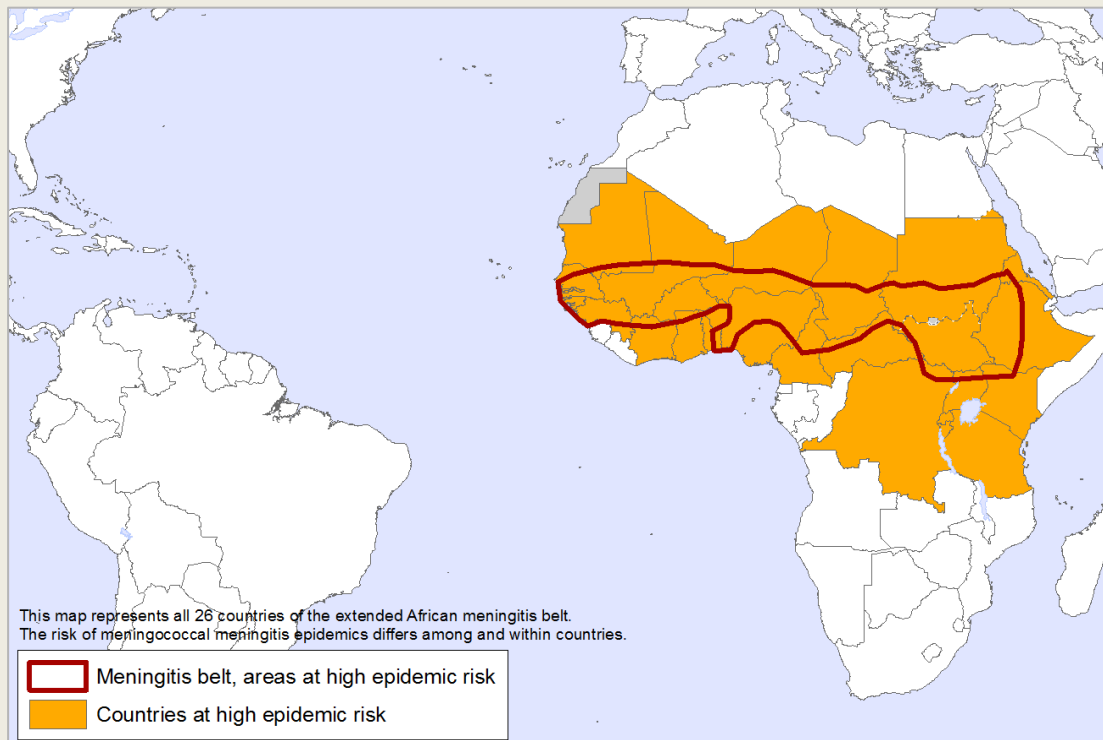 This map represents all 26 countries of the extended African meningitis belt.
The risk of meningococcal meningitis epidemics differs among and within countries.
Meningitis belt, areas at high epidemic risk
Countries at high epidemic risk